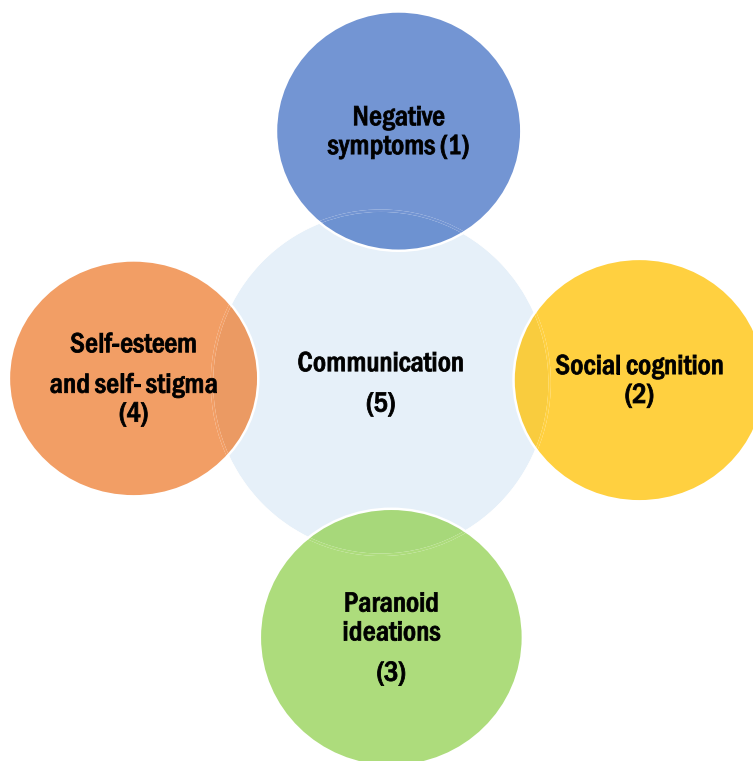 Negative
symptoms (1)
Self-esteem
and self- stigma
(4)
Communication
(5)
Social cognition
(2)
Paranoid
ideations
(3)